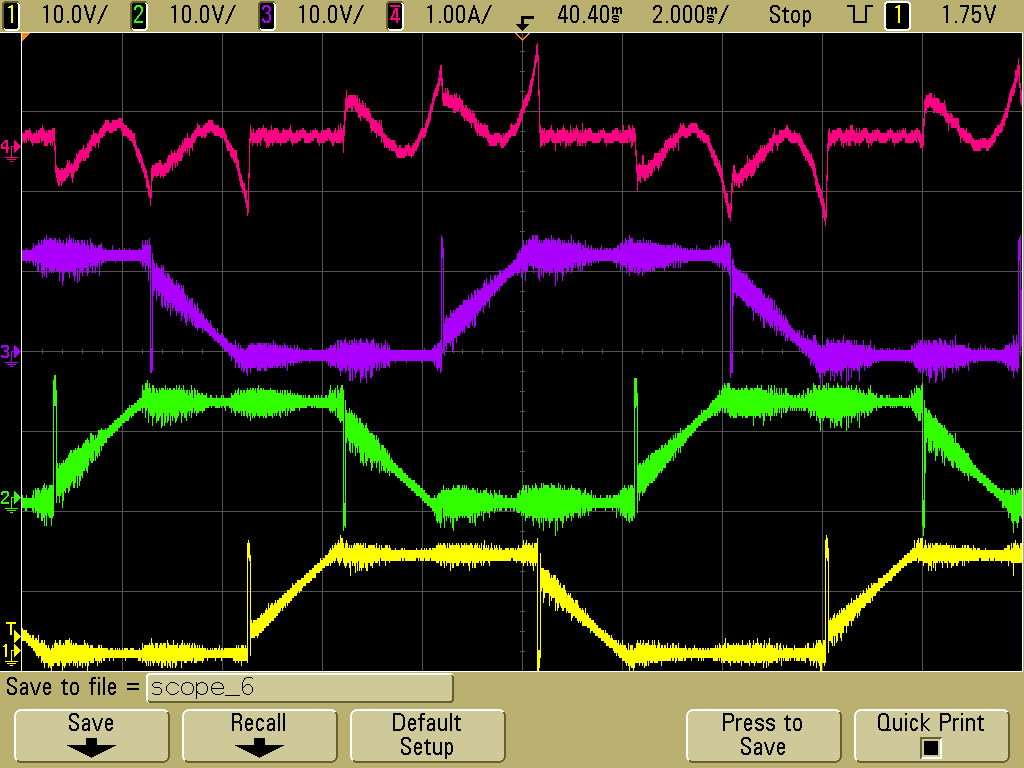 1 10.0V/ 2 10.0V/ 3 10.0V/ 4 1.00A/ 40.40ms 2.000ms/ Stop 1 1.75V
4
3
2
T
1
Save to file = scope_6
Save Recall Default Setup Press to Save Quick Print